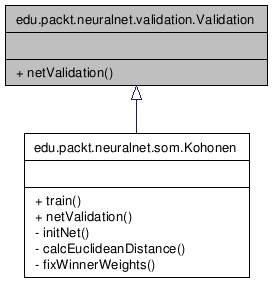 edu.packt.neuralnet.validation.Validation
+ netValidation()
edu.packt.neuralnet.som.Kohonen
+ train()
+ netValidation()
- initNet()
- calcEuclideanDistance()
- fixWinnerWeights()